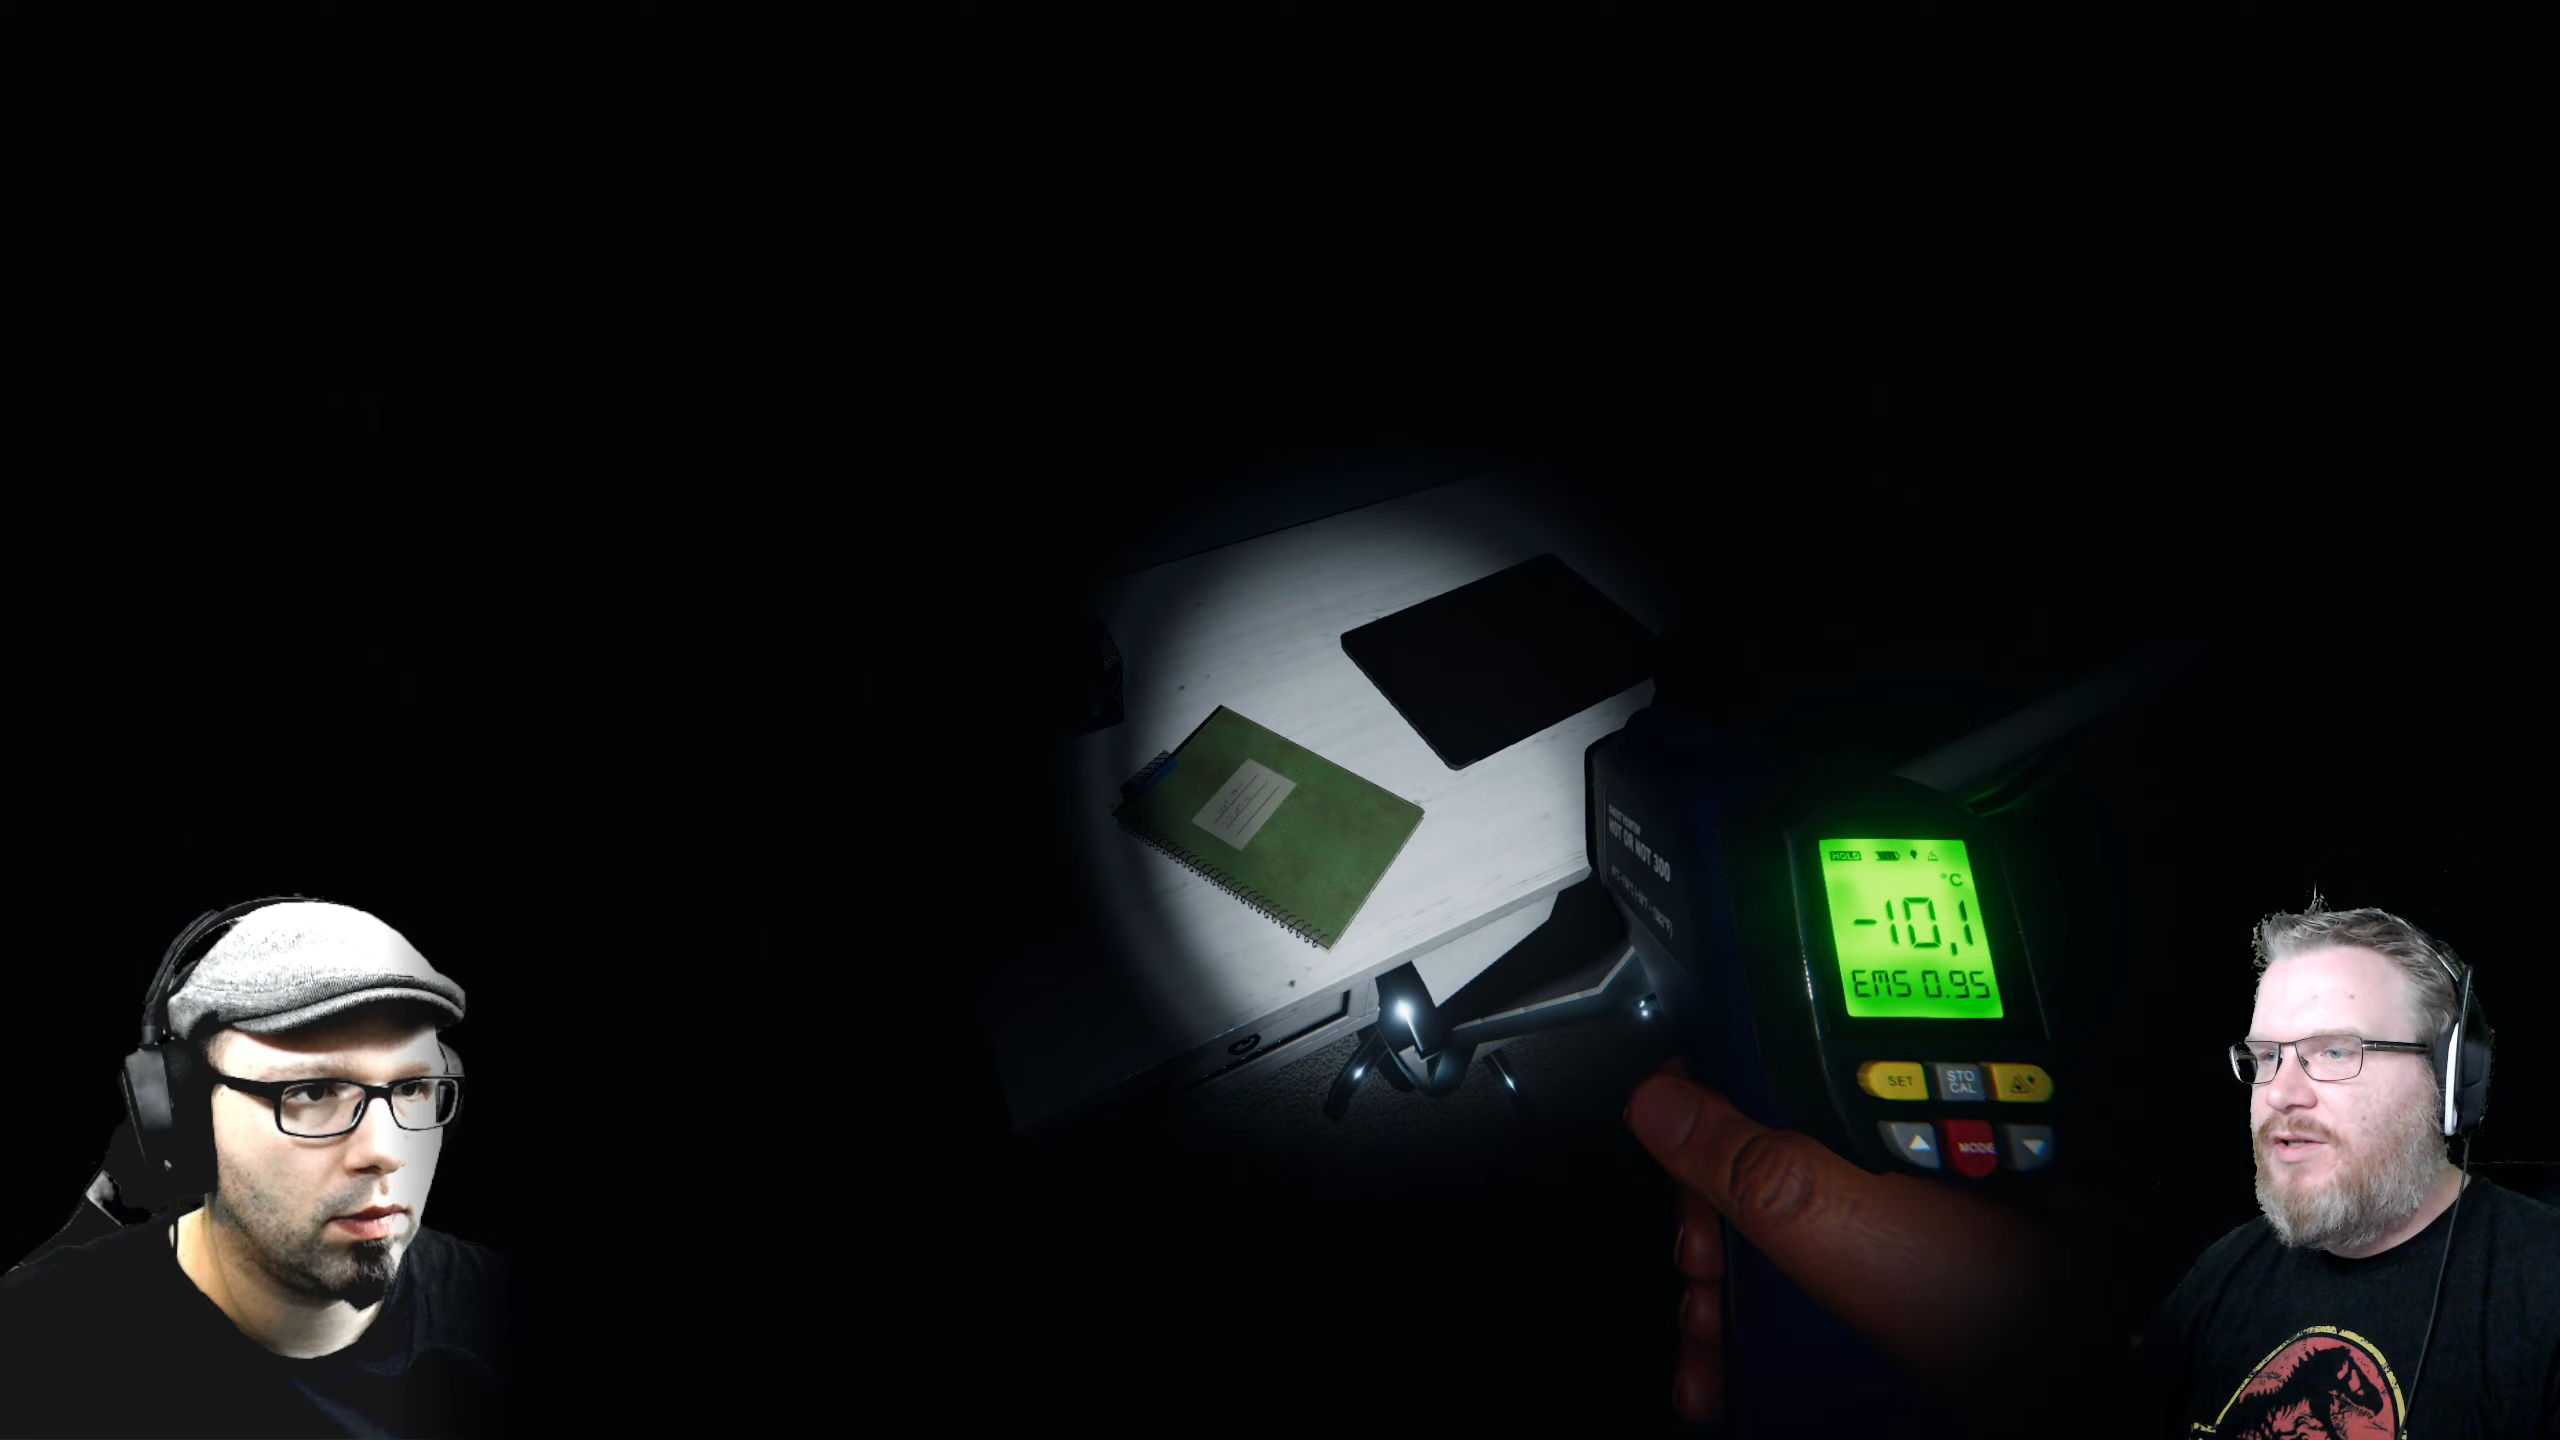 HOT OR NOT 300
HOLD
°C
-10,1
EMS 0.95
SET
STO
CAL
MODE